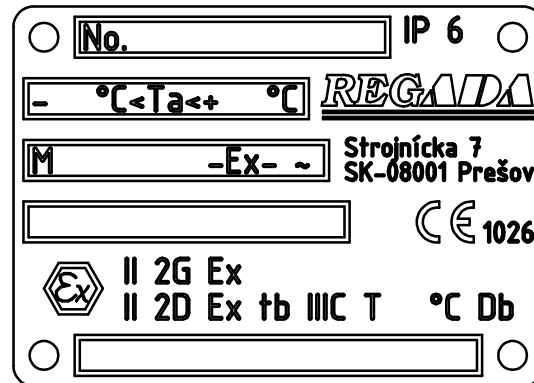 No. IP 6
- °C<Ta<+ °C REGADA
M -Ex- ~ Strojnícka 7
SK-08001 Prešov
CE 1026
Ex II 2G Ex
II 2D Ex tb IIIC T °C Db